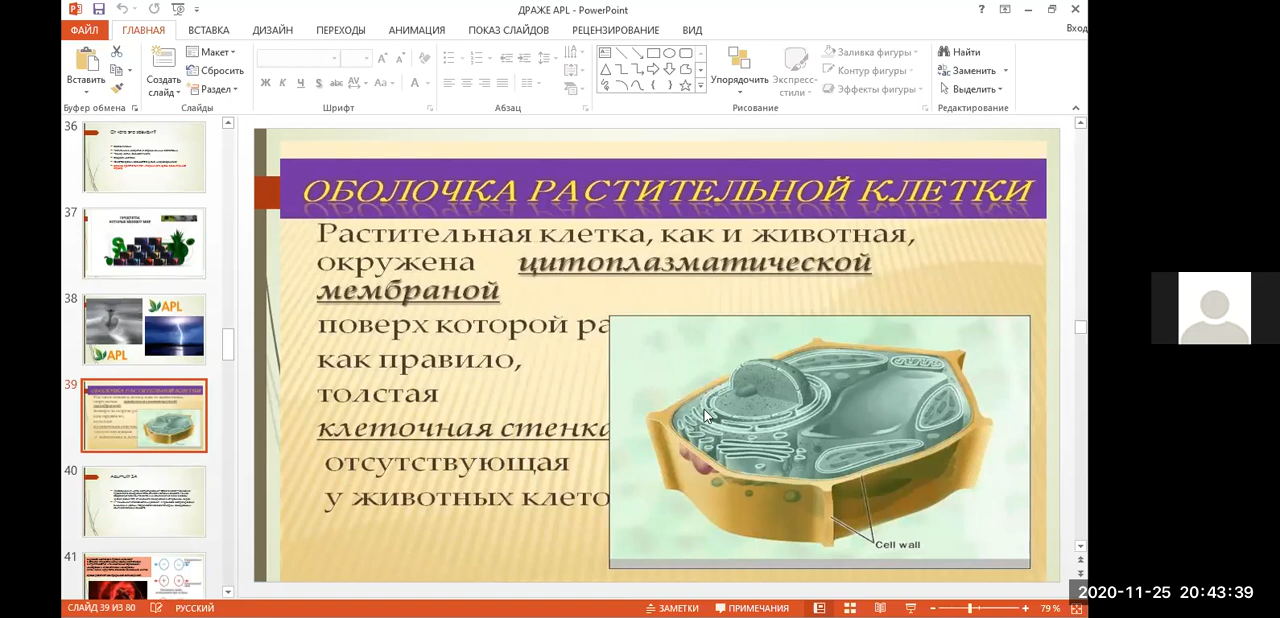 ДРАЖЕ APL - PowerPoint
Вход
ФАЙЛ ГЛАВНАЯ ВСТАВКА ДИЗАЙН ПЕРЕХОДЫ АНИМАЦИЯ ПОКАЗ СЛАЙДОВ РЕЦЕНЗИРОВАНИЕ ВИД
Вставить
Создать
слайд
Макет
Сбросить
Раздел
Ж К Ч S abc AV Aa A
Упорядочить
Экспресс-
стили
Заливка фигуры
Контур фигуры
Эффекты фигуры
Найти
Заменить
Выделить
Буфер обмена Слайды Шрифт Абзац Рисование Редактирование
36
37
38
APL
APL
39
40
41
ОБОЛОЧКА РАСТИТЕЛЬНОЙ КЛЕТКИ
Растительная клетка, как и животная,
окружена цитоплазматической
мембраной
поверх которой ра
как правило,
толстая
клеточная стенка
отсутствующая
у животных клето
Cell wall
2020-11-25 20:43:39
СЛАЙД 39 ИЗ 80 РУССКИЙ ЗАМЕТКИ ПРИМЕЧАНИЯ 79 %